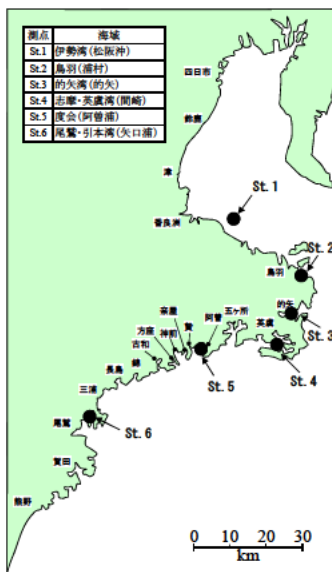 測点 海域
St.1 伊勢湾(松阪沖)
St.2 鳥羽(浦村)
St.3 的矢湾(的矢)
St.4 志摩・英虞湾(間崎)
St.5 度会(阿曽浦)
St.6 尾鷲・引本湾(矢口浦)
四日市
鈴鹿
津
St. 1
香良洲
St. 2
鳥羽
的矢
St. 3
五ヶ所
阿曽
英虞
奈屋
贄
方座
神前
古和
St. 4
錦
長島
St. 5
三浦
尾鷲
St. 6
賀田
熊野
0 10 20 30
km